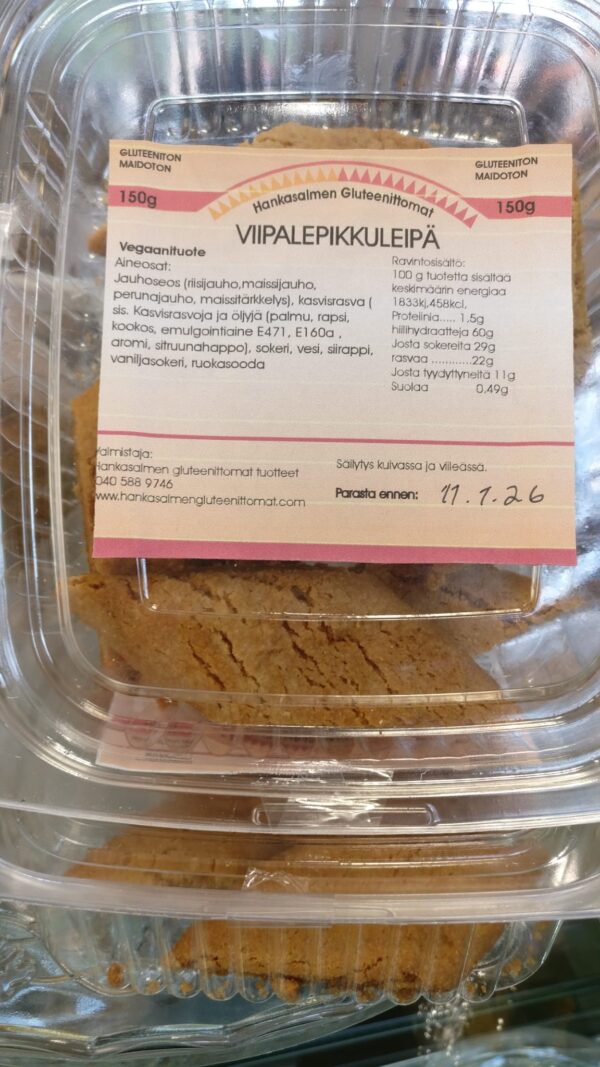 GLUTEENITON
MAIDOTON
GLUTEENITON
MAIDOTON
150g
Hankasalmen Gluteenittomat
150g
VIIPALEPIKKULEIPÄ
Vegaanituote
Aineosat:
Jauhoseos (riisijauho,maissijauho,
perunajauho, maissitärkkelys), kasvisrasva (
sis. Kasvisrasvoja ja öljyjä (palmu, rapsi,
kookos, emulgointiaine E471, E160a ,
aromi, sitruunahappo), sokeri, vesi, siirappi,
vaniljasokeri, ruokasooda
Ravintosisältö:
100 g tuotetta sisältää
keskimäärin energiaa
1833kj,458kcl,
Proteiinia..... 1,5g
hiilihydraatteja 60g
Josta sokereita 29g
rasvaa ............22g
Josta tyydyttyneitä 11g
Suolaa 0,49g
almistaja:
Hankasalmen gluteenittomat tuotteet
040 588 9746
www.hankasalmengluteenittomat.com
Säilytys kuivassa ja viileässä.
Parasta ennen: 11.1.26